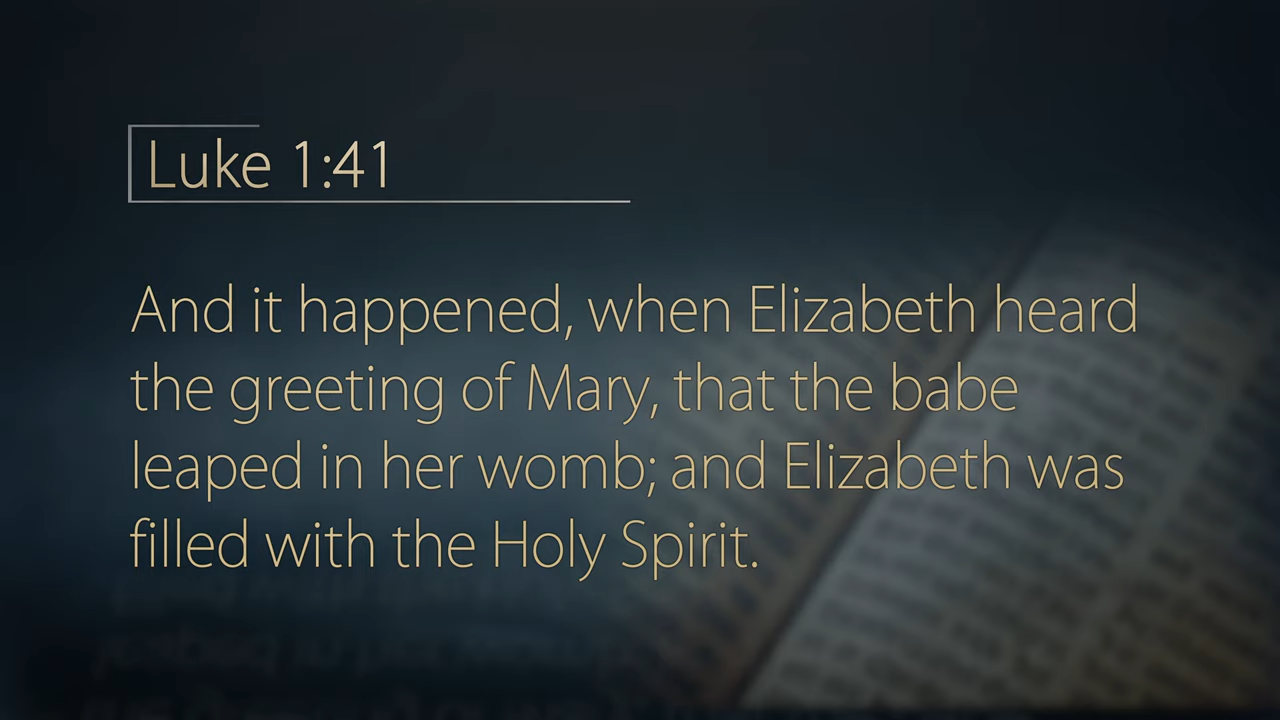 Luke 1:41
And it happened, when Elizabeth heard
the greeting of Mary, that the babe
leaped in her womb; and Elizabeth was
filled with the Holy Spirit.